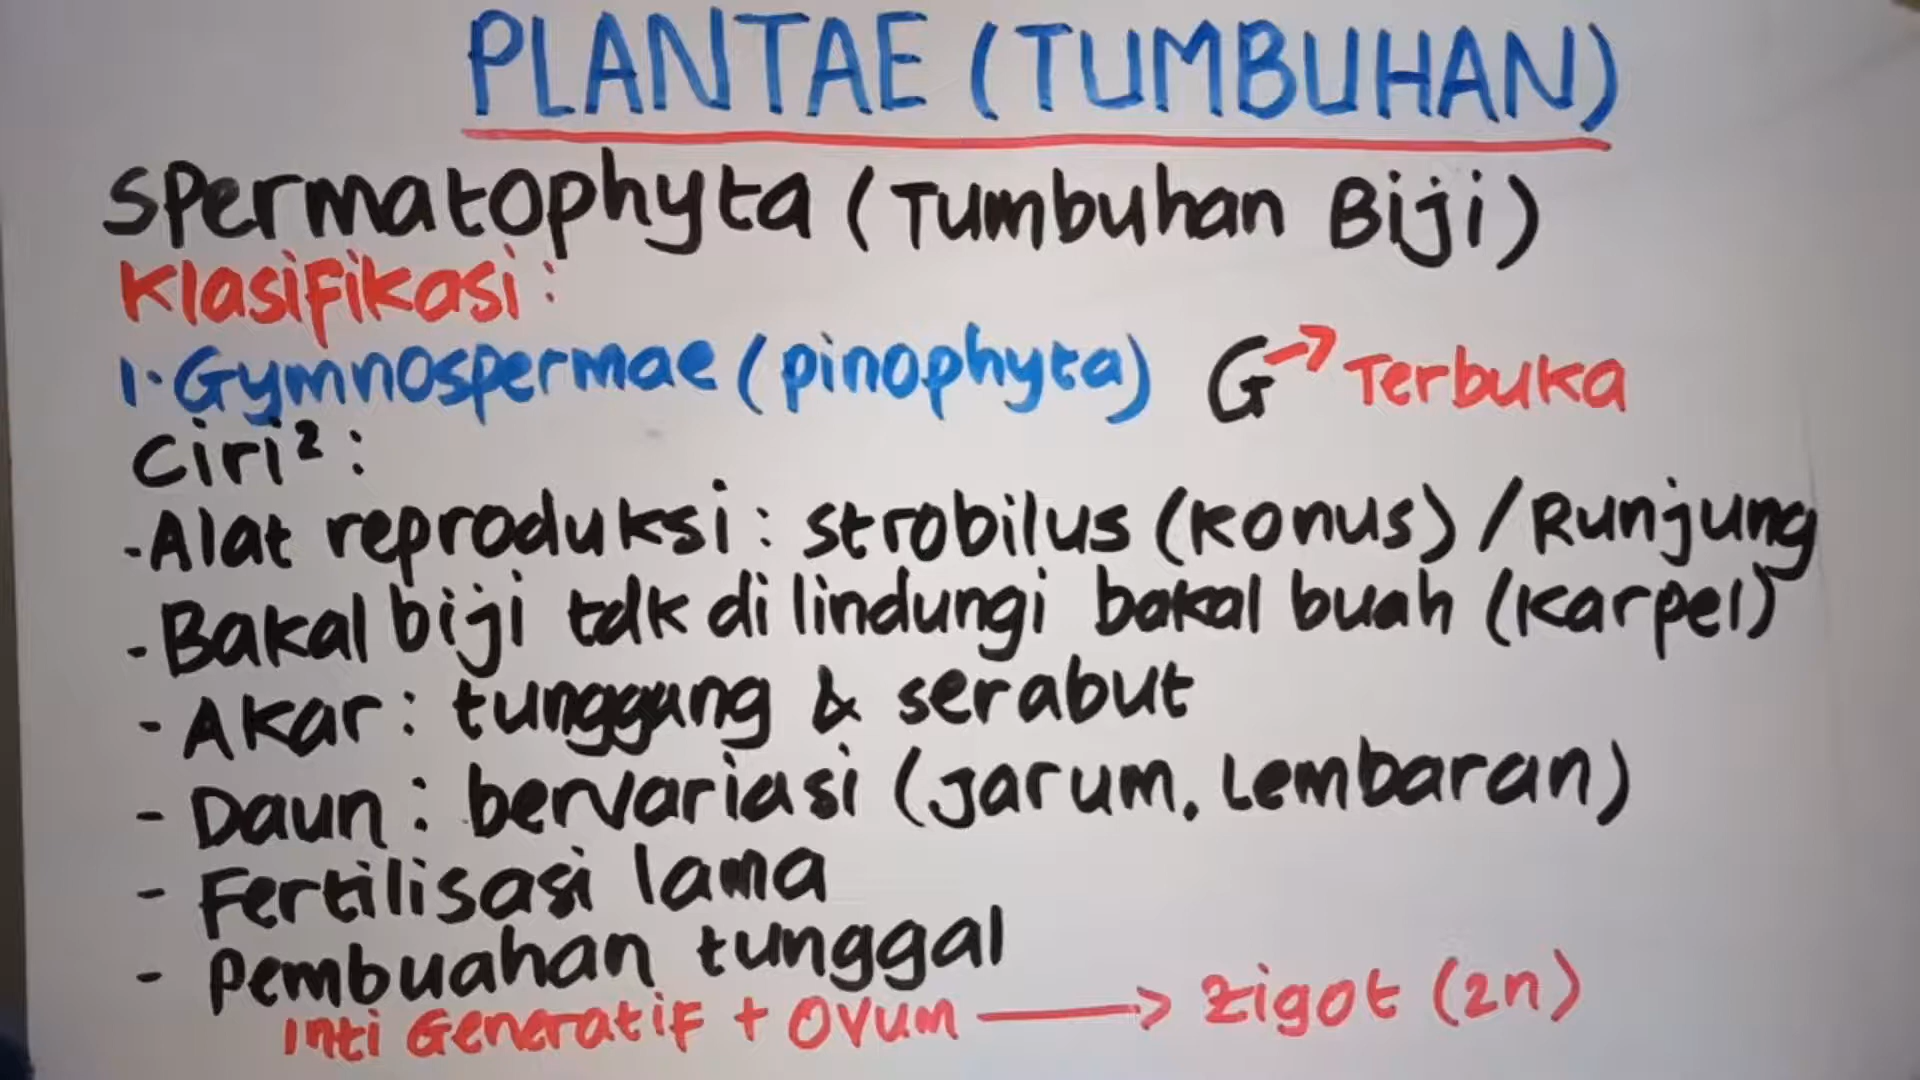 PLANTAE (TUMBUHAN)
Spermatophyta (Tumbuhan Biji)
Klasifikasi:
1. Gymnospermae (pinophyta) G → Terbuka
Ciri²:
- Alat reproduksi : strobilus (Konus) / Runjung
- Bakal biji tdk di lindungi bakal buah (Karpel)
- Akar : tunggang & serabut
- Daun : bervariasi (Jarum, Lembaran)
- Fertilisasi lama
- Pembuahan tunggal
Inti Generatif + Ovum → Zigot (2n)